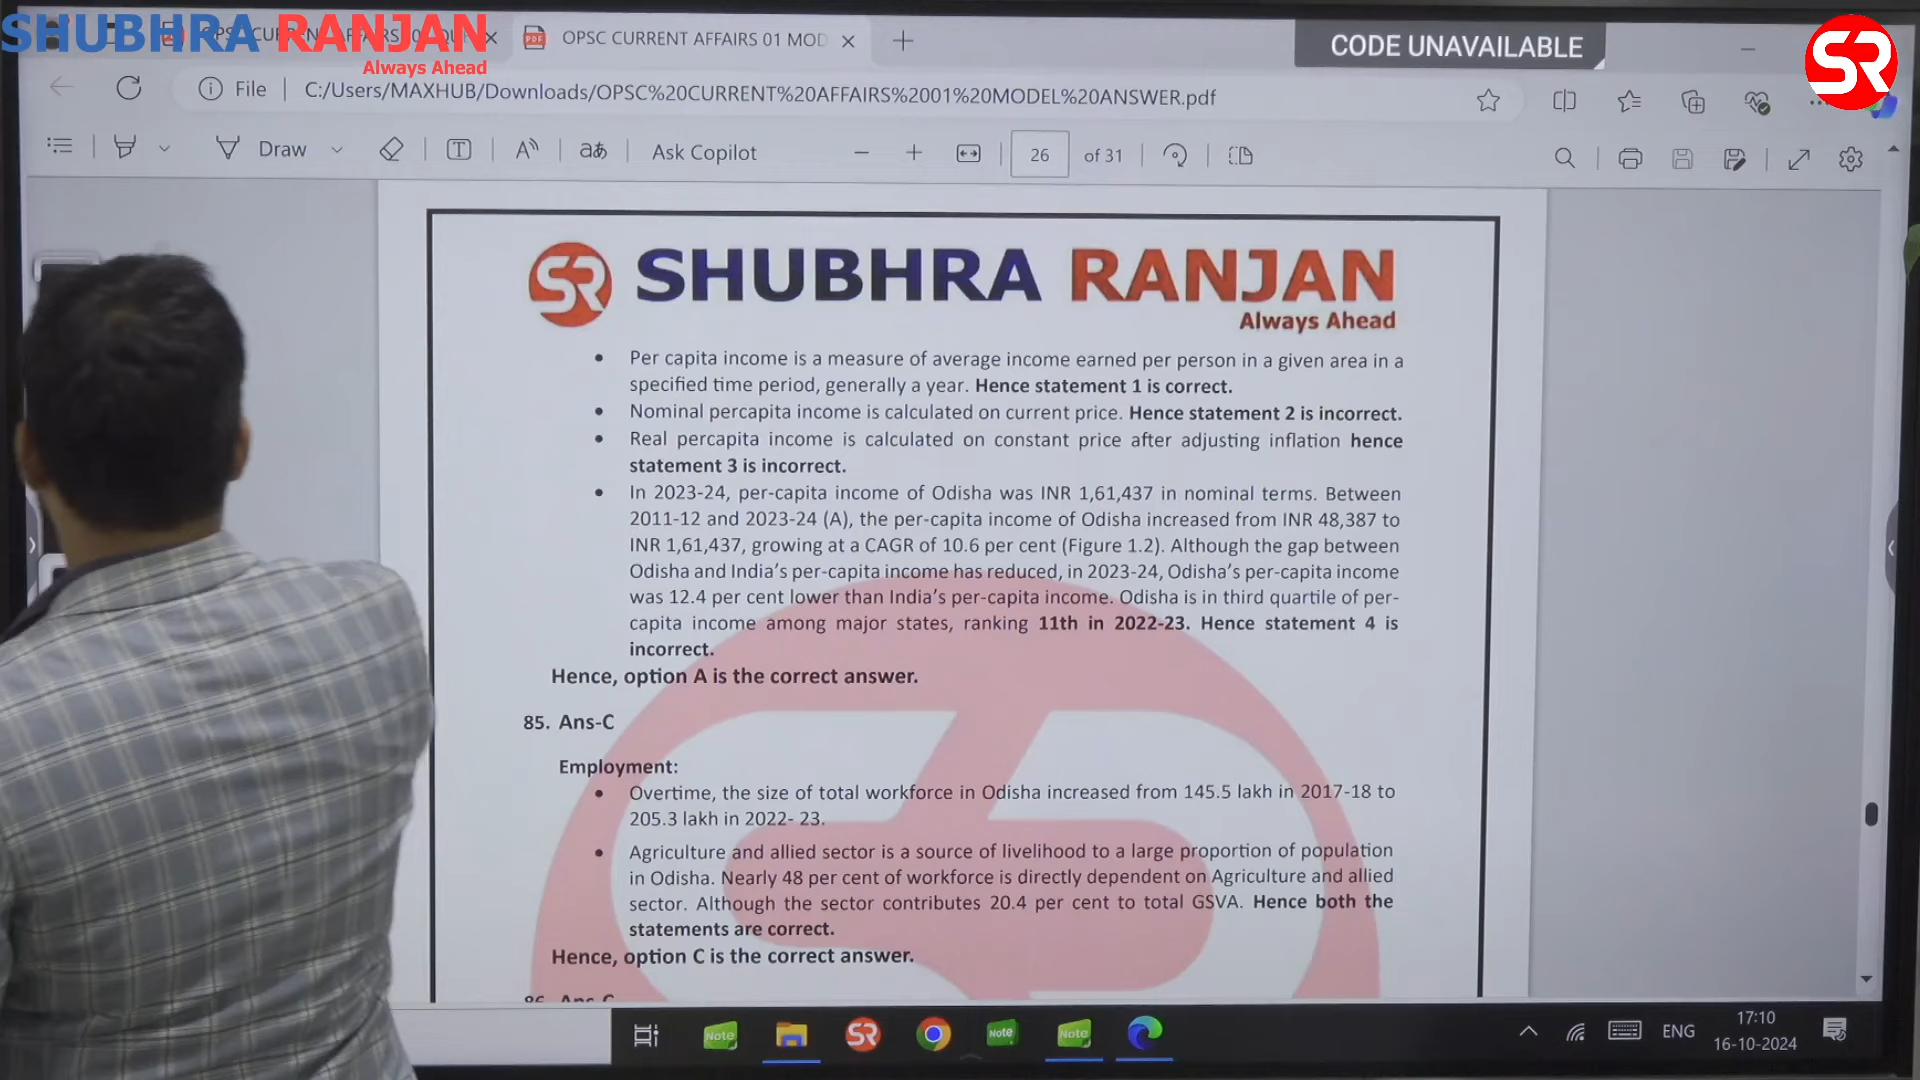 SHUBHRA RANJAN
Always Ahead
OPSC CURRENT AFFAIRS 01 MOD
CODE UNAVAILABLE
SR
File
C:/Users/MAXHUB/Downloads/OPSC%20CURRENT%20AFFAIRS%2001%20MODEL%20ANSWER.pdf
Draw
Ask Copilot
26 of 31
SR SHUBHRA RANJAN
Always Ahead
• Per capita income is a measure of average income earned per person in a given area in a
specified time period, generally a year. Hence statement 1 is correct.
• Nominal percapita income is calculated on current price. Hence statement 2 is incorrect.
• Real percapita income is calculated on constant price after adjusting inflation hence
statement 3 is incorrect.
• In 2023-24, per-capita income of Odisha was INR 1,61,437 in nominal terms. Between
2011-12 and 2023-24 (A), the per-capita income of Odisha increased from INR 48,387 to
INR 1,61,437, growing at a CAGR of 10.6 per cent (Figure 1.2). Although the gap between
Odisha and India's per-capita income has reduced, in 2023-24, Odisha's per-capita income
was 12.4 per cent lower than India's per-capita income. Odisha is in third quartile of per-
capita income among major states, ranking 11th in 2022-23. Hence statement 4 is
incorrect.
Hence, option A is the correct answer.
85. Ans-C
Employment:
• Overtime, the size of total workforce in Odisha increased from 145.5 lakh in 2017-18 to
205.3 lakh in 2022- 23.
• Agriculture and allied sector is a source of livelihood to a large proportion of population
in Odisha. Nearly 48 per cent of workforce is directly dependent on Agriculture and allied
sector. Although the sector contributes 20.4 per cent to total GSVA. Hence both the
statements are correct.
Hence, option C is the correct answer.
86. Ans-C
Note
SR
Note
Note
ENG
17:10
16-10-2024